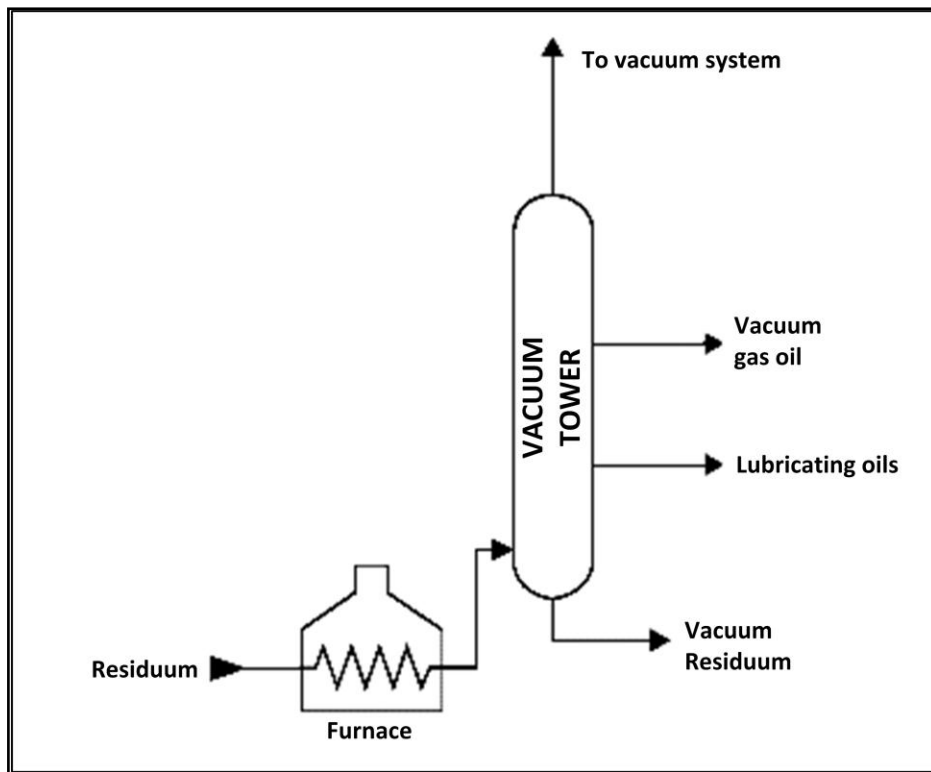 To vacuum system
Vacuum
gas oil
VACUUM
TOWER
Lubricating oils
Vacuum
Residuum
Residuum
Furnace